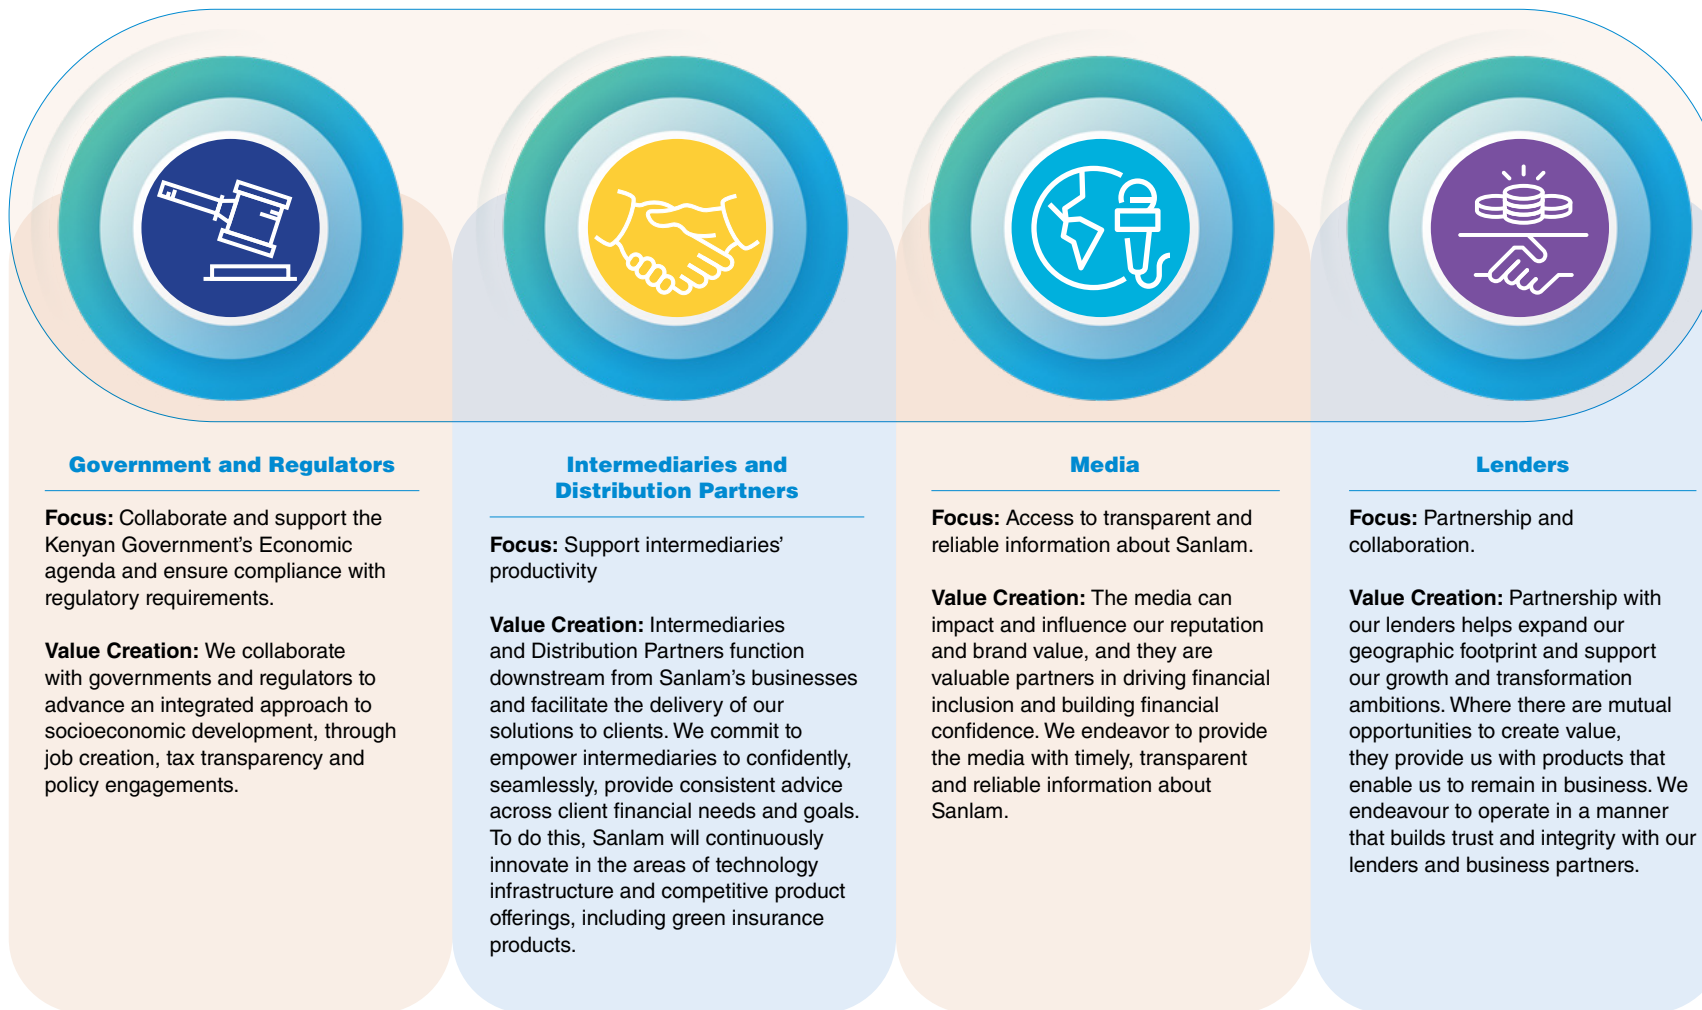 Government and Regulators
Focus: Collaborate and support the
Kenyan Government's Economic
agenda and ensure compliance with
regulatory requirements.
Value Creation: We collaborate
with governments and regulators to
advance an integrated approach to
socioeconomic development, through
job creation, tax transparency and
policy engagements.
Intermediaries and
Distribution Partners
Focus: Support intermediaries'
productivity
Value Creation: Intermediaries
and Distribution Partners function
downstream from Sanlam's businesses
and facilitate the delivery of our
solutions to clients. We commit to
empower intermediaries to confidently,
seamlessly, provide consistent advice
across client financial needs and goals.
To do this, Sanlam will continuously
innovate in the areas of technology
infrastructure and competitive product
offerings, including green insurance
products.
Media
Focus: Access to transparent and
reliable information about Sanlam.
Value Creation: The media can
impact and influence our reputation
and brand value, and they are
valuable partners in driving financial
inclusion and building financial
confidence. We endeavor to provide
the media with timely, transparent
and reliable information about
Sanlam.
Lenders
Focus: Partnership and
collaboration.
Value Creation: Partnership with
our lenders helps expand our
geographic footprint and support
our growth and transformation
ambitions. Where there are mutual
opportunities to create value,
they provide us with products that
enable us to remain in business. We
endeavour to operate in a manner
that builds trust and integrity with our
lenders and business partners.